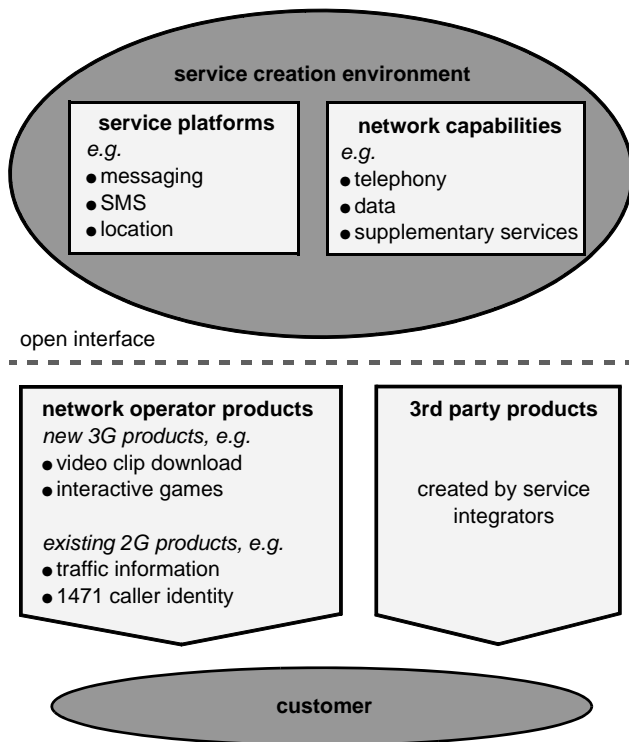 service creation environment
service platforms
e.g.
● messaging
● SMS
● location
network capabilities
e.g.
● telephony
● data
● supplementary services
open interface
network operator products
new 3G products, e.g.
● video clip download
● interactive games
existing 2G products, e.g.
● traffic information
● 1471 caller identity
3rd party products
created by service
integrators
customer